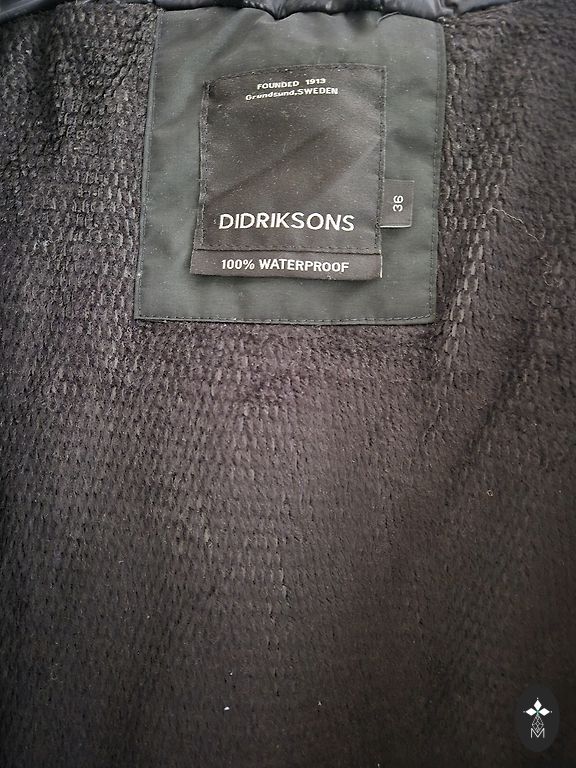 FOUNDED 1913
Grundsund,SWEDEN
DIDRIKSONS
36
100% WATERPROOF